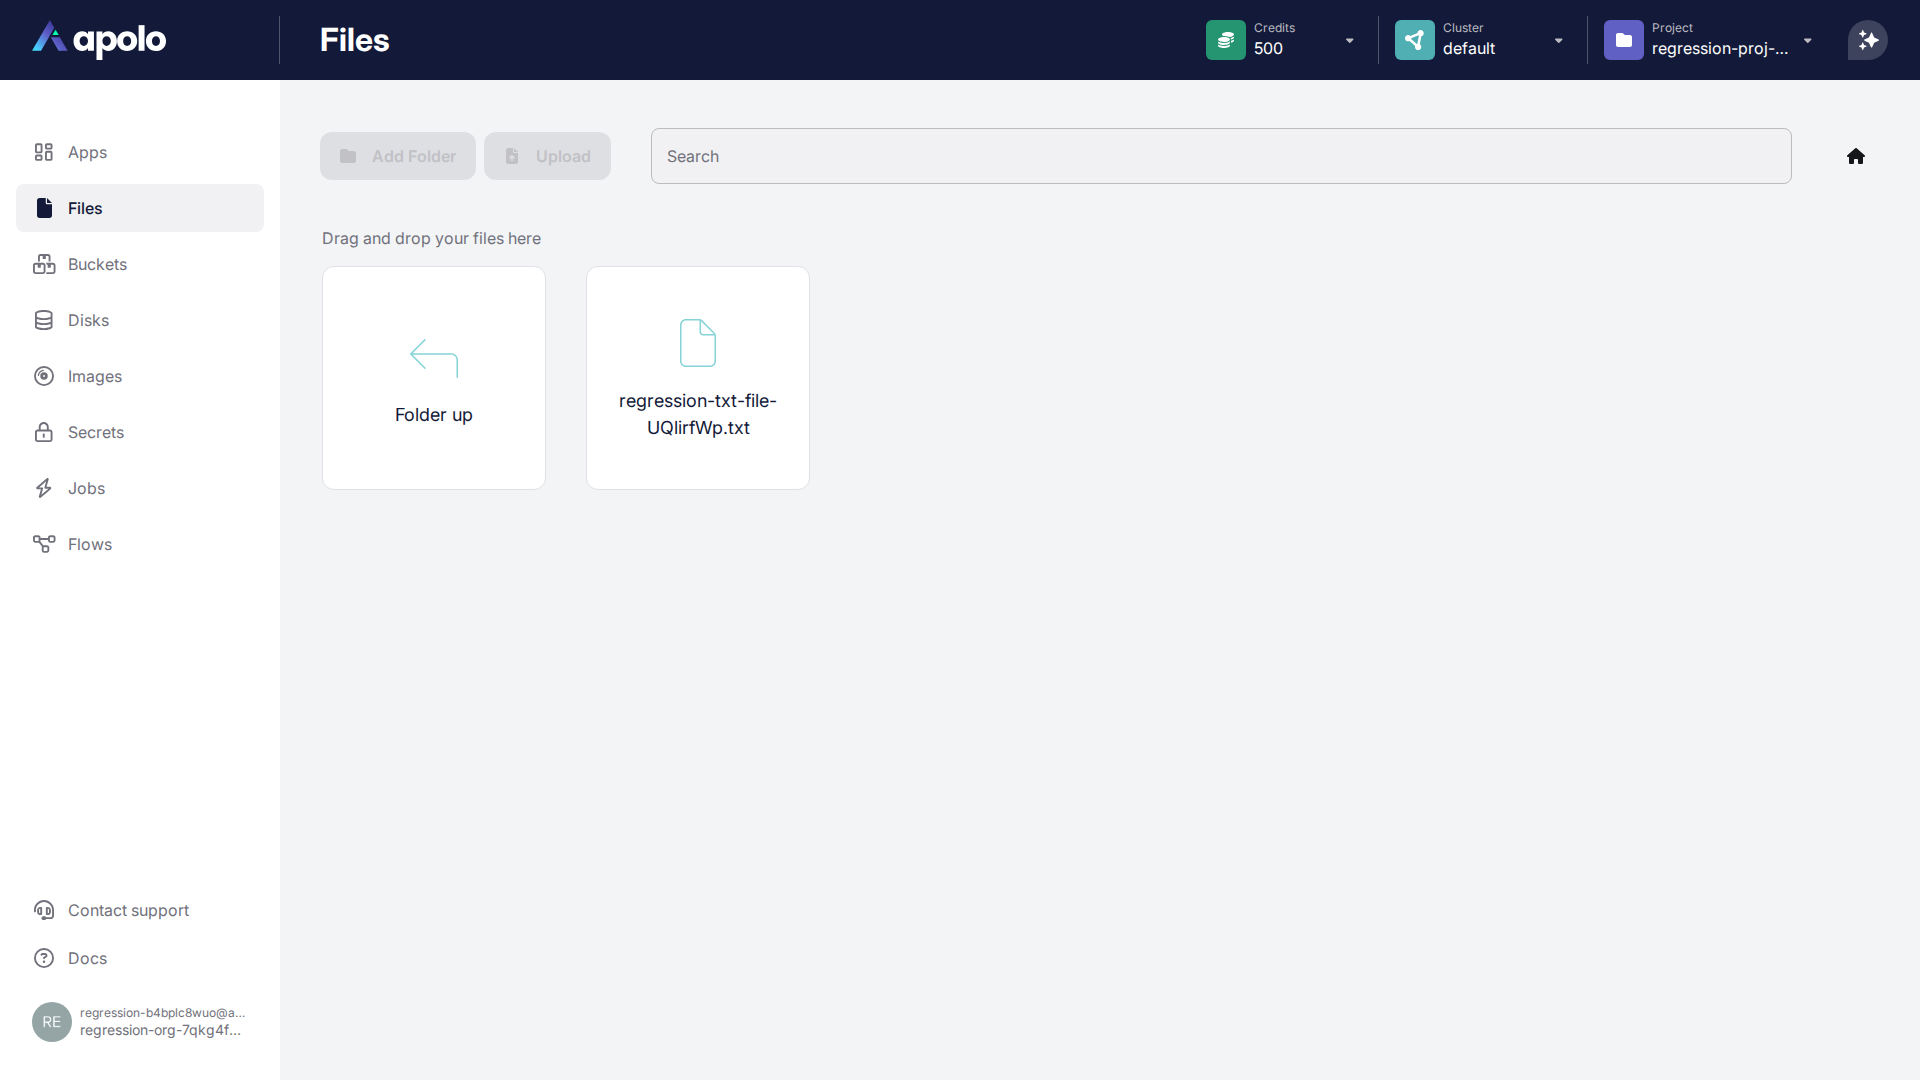 apolo
Files
Credits
500
Cluster
default
Project
regression-proj-...
Apps
Files
Buckets
Disks
Images
Secrets
Jobs
Flows
Contact support
Docs
RE
regression-b4bplc8wuo@a...
regression-org-7qkg4f...
Add Folder
Upload
Search
Drag and drop your files here
Folder up
regression-txt-file-
UQlirfWp.txt